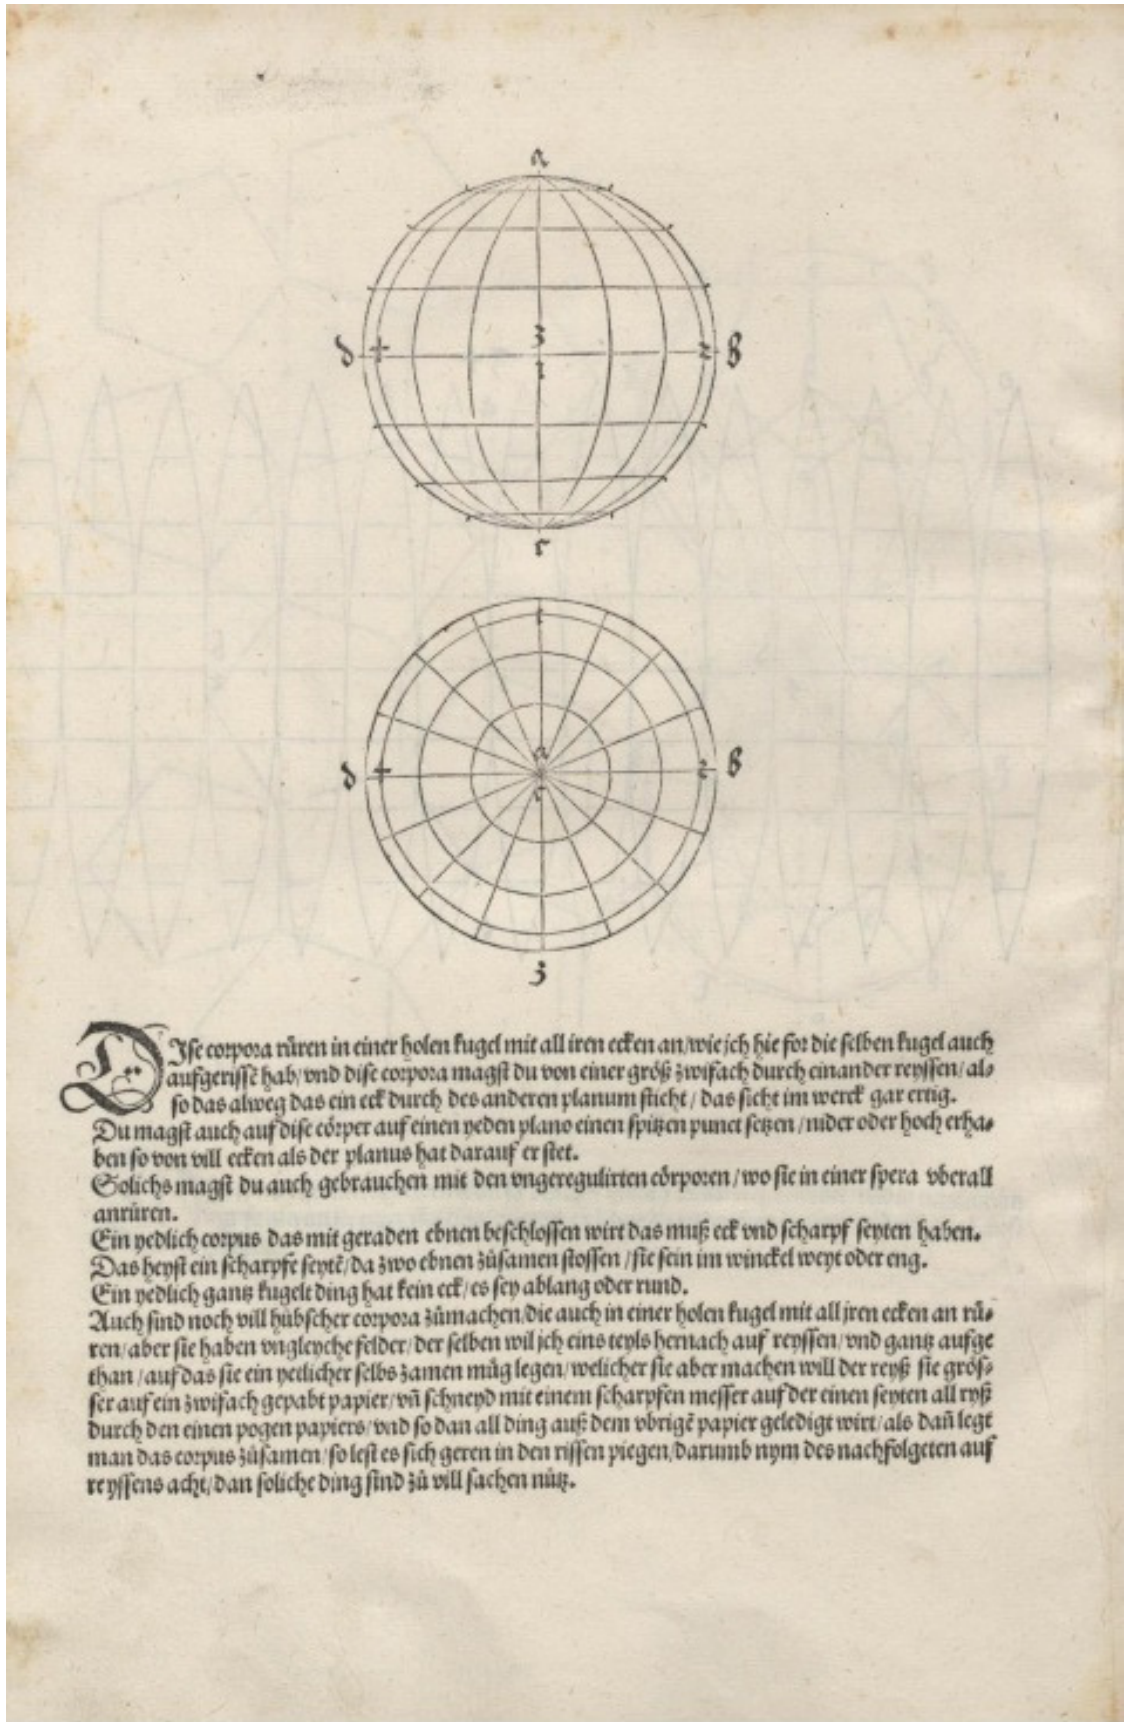 a
d
3
1
2
b
c
1
a
d
c
2
b
3
DIse corpora rüren in einer holen kugel mit all iren ecken an/wie jch hie for die selben kugel auch
aufgerissē hab/vnd dise corpora magst du von einer größ zwifach durch einander reyssen/al⸗
so das alweg das ein eck durch des anderen planum sticht/das sicht im werck gar ertig.
Du magst auch auf dise cörper auf einen yeden plano einen spitzen punct setzen/nider oder hoch erha⸗
ben so von vill ecken als der planus hat darauf er stet.
Solichs magst du auch gebrauchen mit den vngeregulirten cörporen/wo sie in einer spera vberall
anrüren.
Ein yedlich corpus das mit geraden ebnen beschlossen wirt das muß eck vnd scharpf seyten haben.
Das heyst ein scharpfe seytē/da zwo ebnen zůsamen stossen/sie sein im winckel weyt oder eng.
Ein yedlich gantz kugelt ding hat kein eck/es sey ablang oder rund.
Auch sind noch vill hübscher corpora zůmachen/die auch in einer holen kugel mit all jren ecken an rü⸗
ren/aber sie haben vngleyche felder/der selben wil jch eins teyls hernach auf reyssen/vnd gantz aufge
than/auf das sie ein yetlicher selbs zamen müg legen/welicher sie aber machen will der reyß sie grös⸗
ser auf ein zwifach gepabt papier/vn̄ schneyd mit einem scharpfen messer auf der einen seyten all ryß
durch den einen pogen papiers/vnd so dan all ding auß dem vbrigē papier geledigt wirt/als dan̄ legt
man das corpus zůsamen/so lest es sich geren in den rissen piegen/darumb nym des nachfolgeten auf
reyssens acht/dan soliche ding sind zů vill sachen nütz.